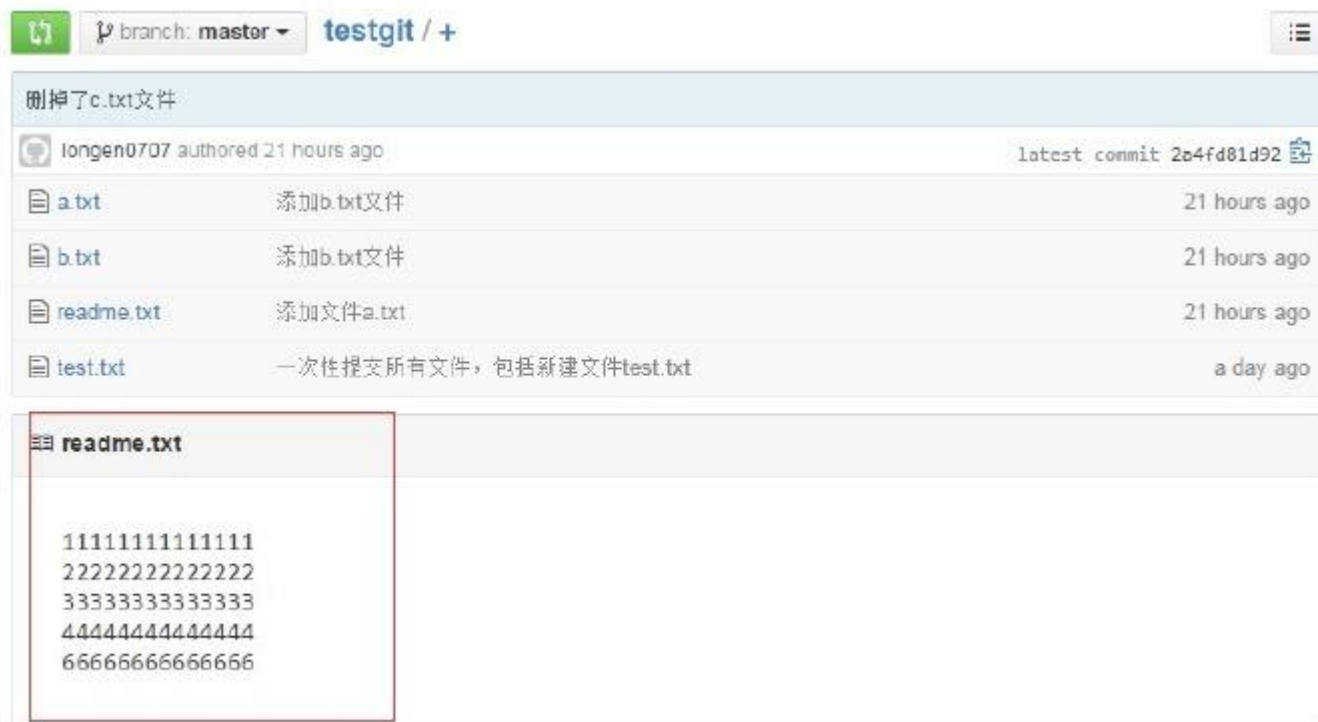 branch: master
testgit / +
删掉了c.txt文件
longen0707 authored 21 hours ago
latest commit 2a4fd81d92
a.txt 添加b.txt文件 21 hours ago
b.txt 添加b.txt文件 21 hours ago
readme.txt 添加文件a.txt 21 hours ago
test.txt 一次性提交所有文件，包括新建文件test.txt a day ago
readme.txt
11111111111111
22222222222222
33333333333333
44444444444444
66666666666666